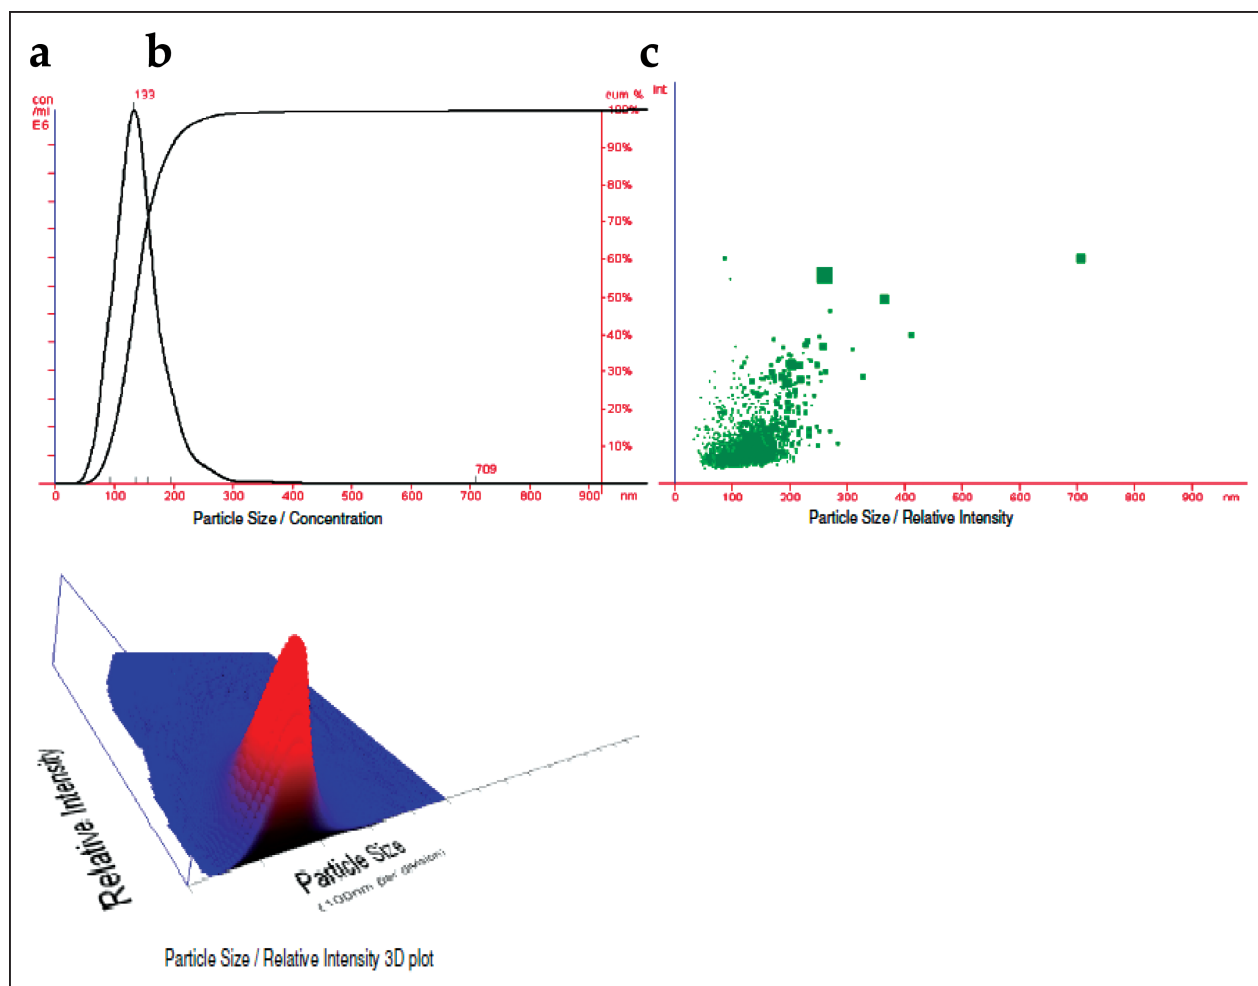 a b c
133
con
/ml
E6
cum %
100%
90%
80%
70%
60%
50%
40%
30%
20%
10%
709
0 100 200 300 400 500 600 700 800 900 nm
Particle Size / Concentration
Int
0 100 200 300 400 500 600 700 800 900 nm
Particle Size / Relative Intensity
Relative Intensity
Particle Size
(100nm per division)
Particle Size / Relative Intensity 3D plot